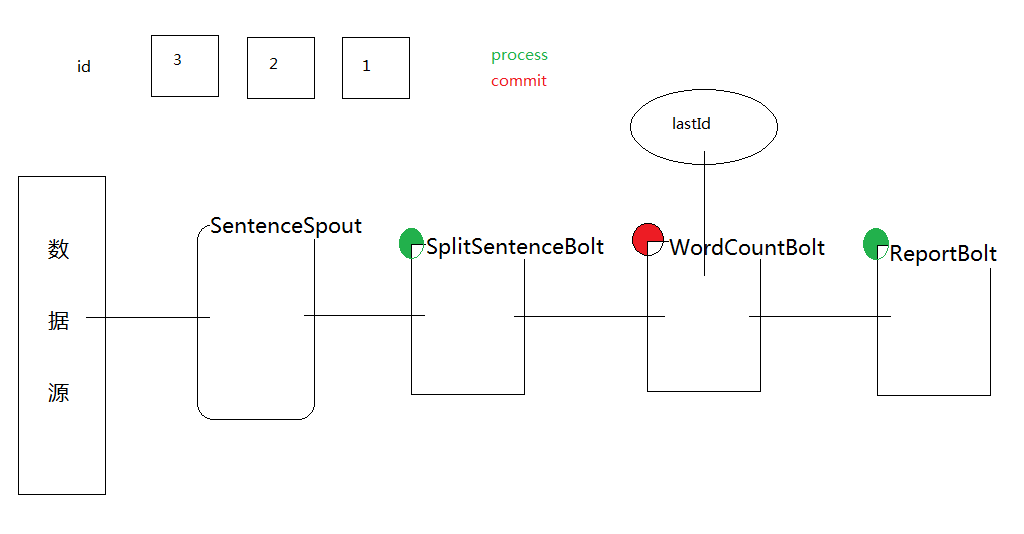 id
3
2
1
process
commit
lastId
数
据
源
SentenceSpout
SplitSentenceBolt
WordCountBolt
ReportBolt